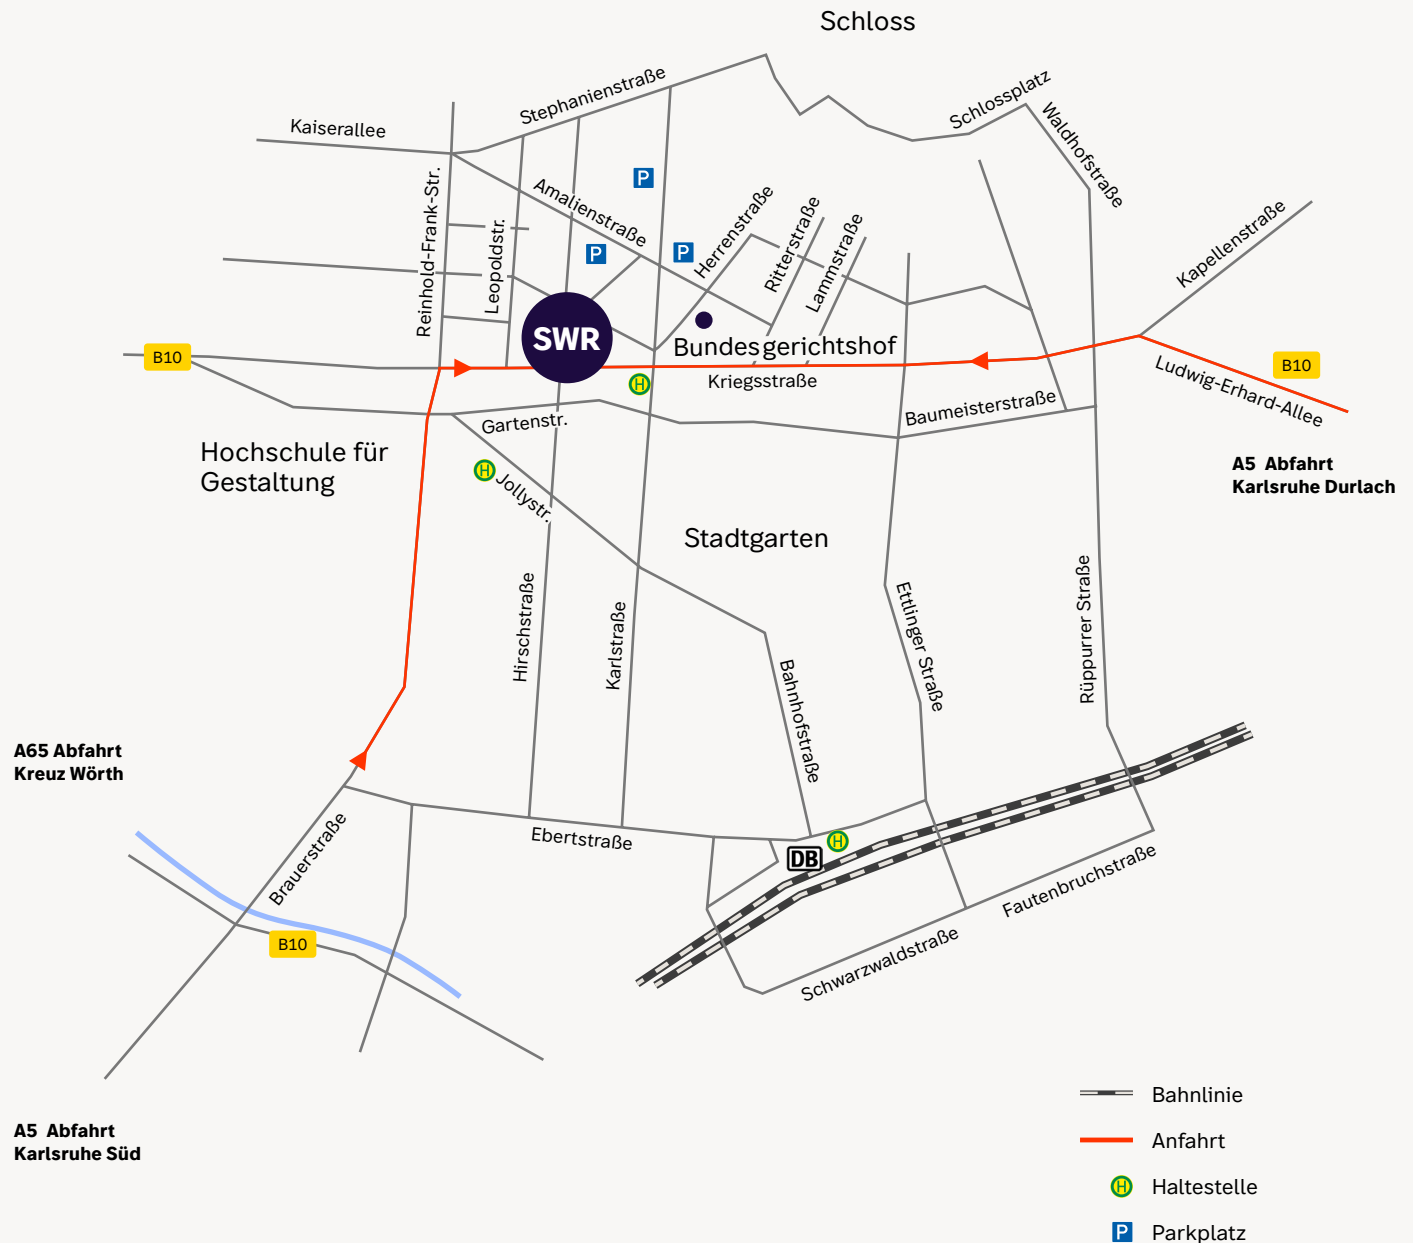 Schloss
Stephanienstraße
Schlossplatz
Kaiserallee
Waldhofstraße
Reinhold-Frank-Str.
Leopoldstr.
Amalienstraße
P
P
P
Herrenstraße
Ritterstraße
Lammstraße
Kapellenstraße
SWR
Bundesgerichtshof
B10
B10
H
Kriegsstraße
Ludwig-Erhard-Allee
Gartenstr.
Baumeisterstraße
Hochschule für
Gestaltung
H
Jollystr.
A5 Abfahrt
Karlsruhe Durlach
Stadtgarten
Hirschstraße
Karlstraße
Bahnhofstraße
Ettlinger Straße
Rüppurrer Straße
A65 Abfahrt
Kreuz Wörth
Brauerstraße
Ebertstraße
H
DB
Fautenbruchstraße
Schwarzwaldstraße
B10
A5 Abfahrt
Karlsruhe Süd
Bahnlinie
Anfahrt
H Haltestelle
P Parkplatz